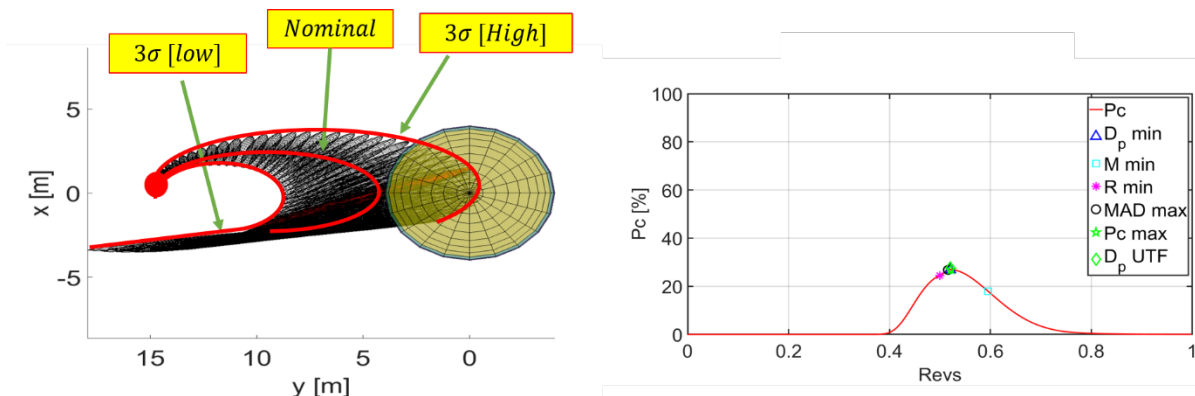 3σ [low]
Nominal
3σ [High]
5
0
-5
x [m]
15
10
5
0
y [m]
100
80
60
40
20
0
Pc [%]
0
0.2
0.4
0.6
0.8
1
Revs
Pc
D_p min
M min
R min
MAD max
Pc max
D_p UTF